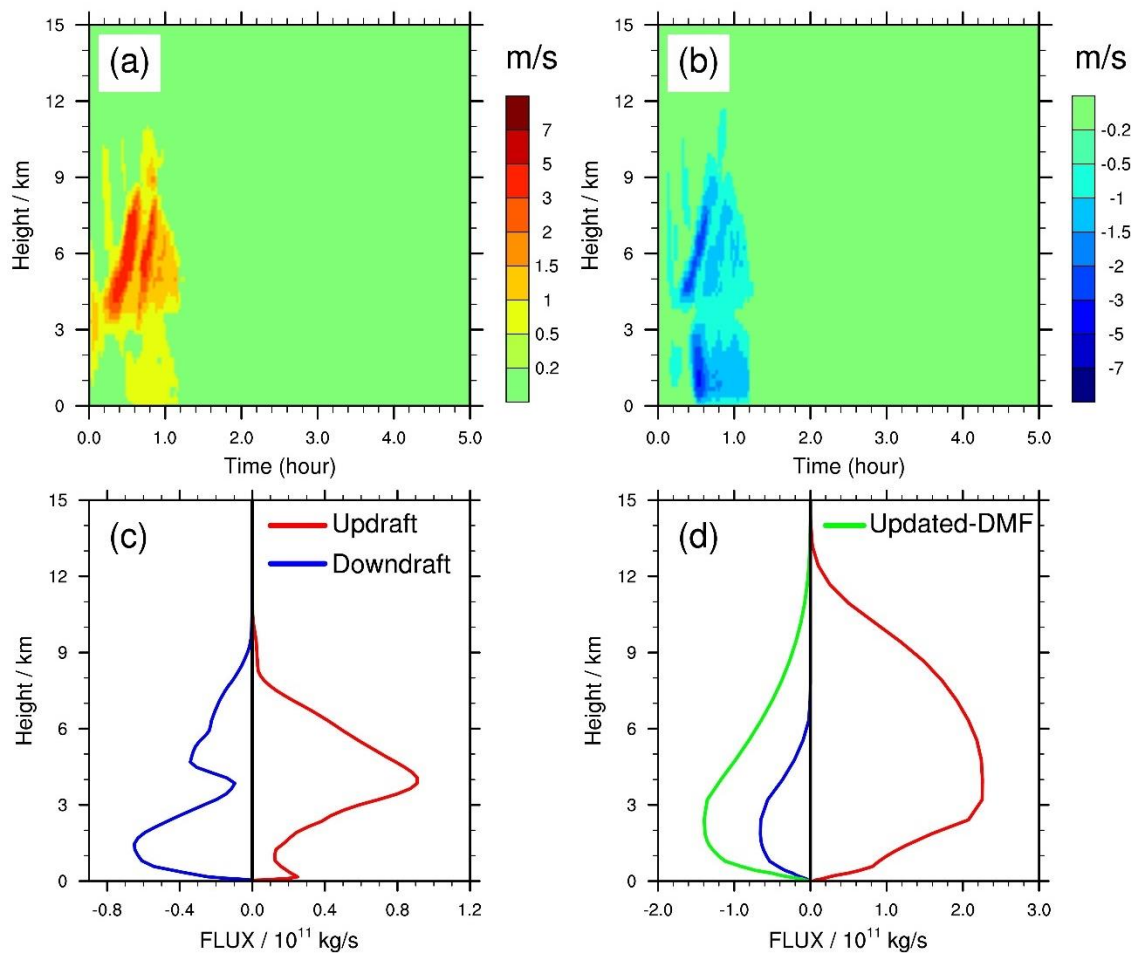 (a)
15
12
9
6
3
0
Height / km
0.0 1.0 2.0 3.0 4.0 5.0
Time (hour)
m/s
7
5
3
2
1.5
1
0.5
0.2
(b)
15
12
9
6
3
0
Height / km
0.0 1.0 2.0 3.0 4.0 5.0
Time (hour)
m/s
-0.2
-0.5
-1
-1.5
-2
-3
-5
-7
(c)
Updraft
Downdraft
15
12
9
6
3
0
Height / km
-0.8 -0.4 0.0 0.4 0.8 1.2
FLUX / 10¹¹ kg/s
(d)
Updated-DMF
15
12
9
6
3
0
Height / km
-2.0 -1.0 0.0 1.0 2.0 3.0
FLUX / 10¹¹ kg/s